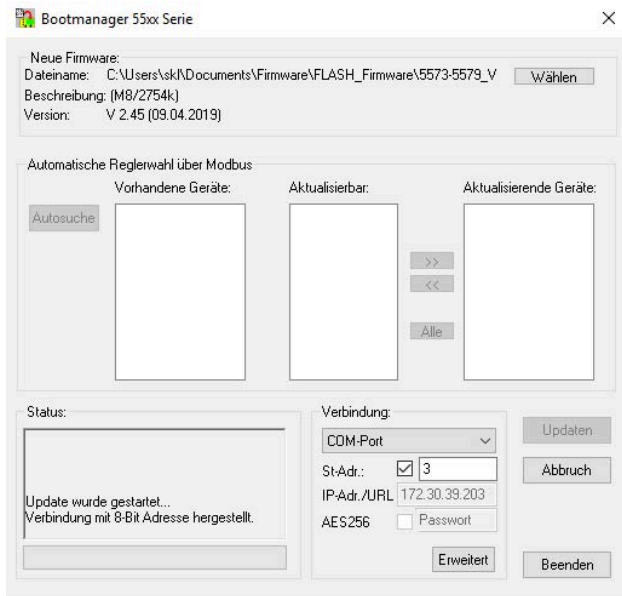 Bootmanager 55xx Serie
Neue Firmware:
Dateiname: C:\Users\skl\Documents\Firmware\FLASH_Firmware\5573-5579_V
Wählen
Beschreibung: (M8/2754k)
Version: V 2.45 (09.04.2019)
Automatische Reglerwahl über Modbus
Vorhandene Geräte: Aktualisierbar: Aktualisierende Geräte:
Autosuche
>>
<<
Alle
Status:
Update wurde gestartet...
Verbindung mit 8-Bit Adresse hergestellt.
Verbindung:
COM-Port
St-Adr.: 3
IP-Adr./URL 172.30.39.203
AES256 Passwort
Erweitert
Updaten
Abbruch
Beenden